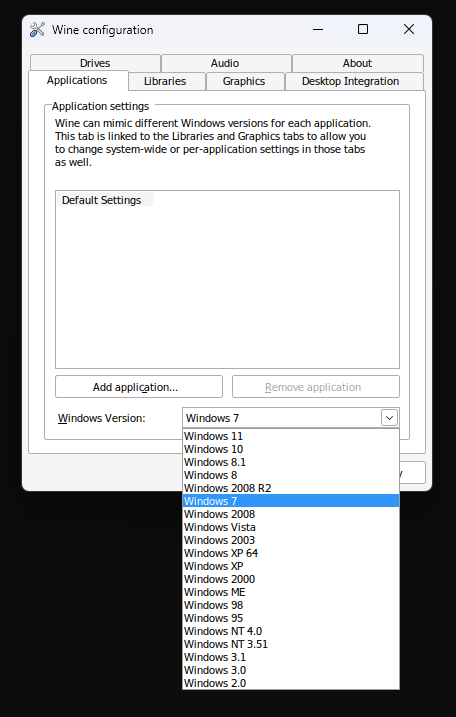 Wine configuration
Drives
Audio
About
Applications
Libraries
Graphics
Desktop Integration
Application settings
Wine can mimic different Windows versions for each application.
This tab is linked to the Libraries and Graphics tabs to allow you
to change system-wide or per-application settings in those tabs
as well.
Default Settings
Add application...
Remove application
Windows Version:
Windows 7
Windows 11
Windows 10
Windows 8.1
Windows 8
Windows 2008 R2
Windows 7
Windows 2008
Windows Vista
Windows 2003
Windows XP 64
Windows XP
Windows 2000
Windows ME
Windows 98
Windows 95
Windows NT 4.0
Windows NT 3.51
Windows 3.1
Windows 3.0
Windows 2.0